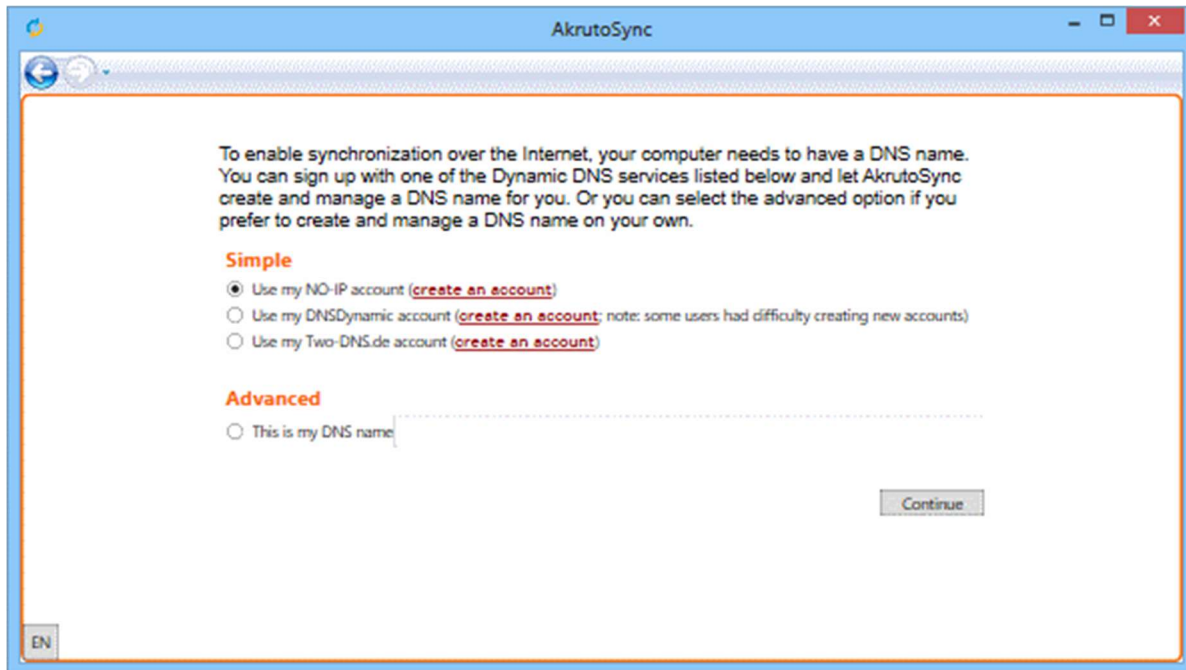 AkrutoSync
To enable synchronization over the Internet, your computer needs to have a DNS name.
You can sign up with one of the Dynamic DNS services listed below and let AkrutoSync
create and manage a DNS name for you. Or you can select the advanced option if you
prefer to create and manage a DNS name on your own.
Simple
Use my NO-IP account (create an account)
Use my DNSDynamic account (create an account; note: some users had difficulty creating new accounts)
Use my Two-DNS.de account (create an account)
Advanced
This is my DNS name
Continue
EN